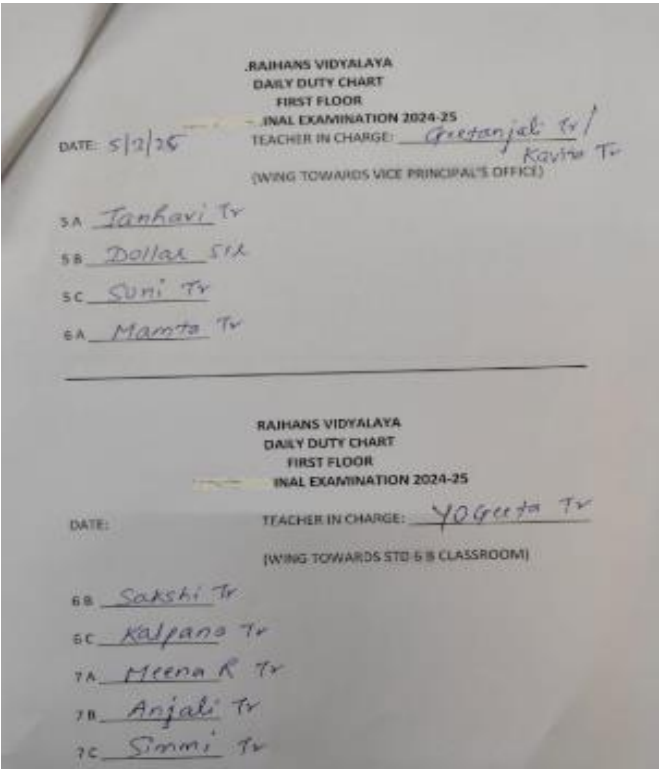 .RAJHANS VIDYALAYA
DAILY DUTY CHART
FIRST FLOOR
INAL EXAMINATION 2024-25
DATE: 5/2/25 TEACHER IN CHARGE: Geetanjali Tr/
Kavita Tr
(WING TOWARDS VICE PRINCIPAL'S OFFICE)
5A Janhavi Tr
5B Dollar Sir
5C Suni Tr
6A Mamta Tr
RAJHANS VIDYALAYA
DAILY DUTY CHART
FIRST FLOOR
INAL EXAMINATION 2024-25
DATE: TEACHER IN CHARGE: YOGeeta Tr
(WING TOWARDS STD 6 B CLASSROOM)
6B Sakshi Tr
6C Kalpana Tr
7A Meena R Tr
7B Anjali Tr
7C Simmi Tr